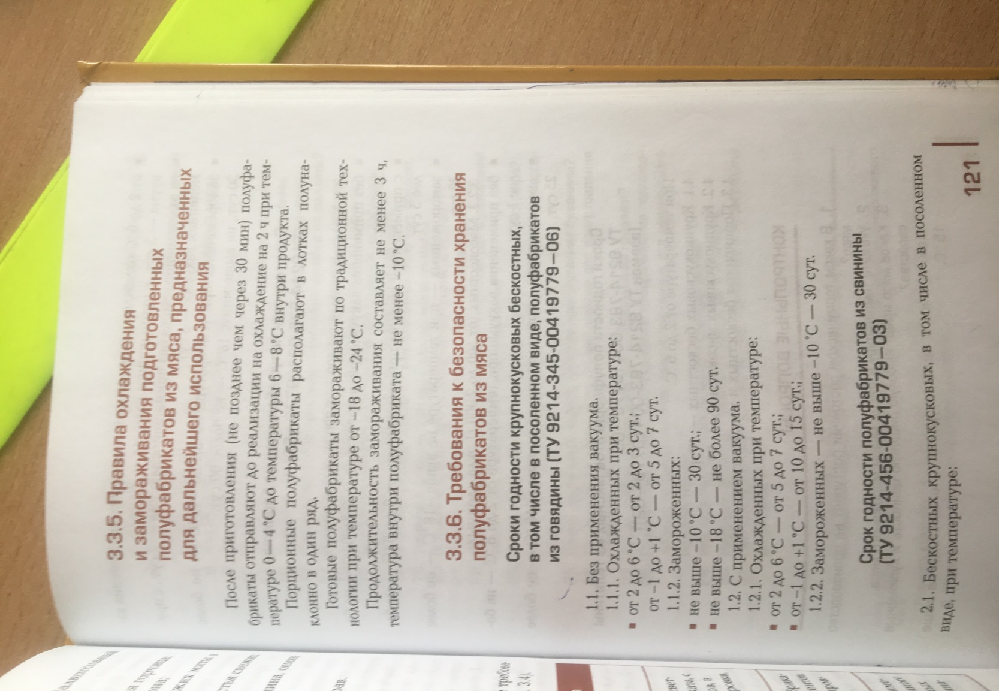 3.3.5. Правила охлаждения
и замораживания подготовленных
полуфабрикатов из мяса, предназначенных
для дальнейшего использования
После приготовления (не позднее чем через 30 мин) полуфа-
брикаты отправляют до реализации на охлаждение на 2 ч при тем-
пературе 0—4 °С до температуры 6—8 °С внутри продукта.
Порционные полуфабрикаты располагают в лотках полуна-
клонно в один ряд.
Готовые полуфабрикаты замораживают по традиционной тех-
нологии при температуре от −18 до −24 °С.
Продолжительность замораживания составляет не менее 3 ч,
температура внутри полуфабриката — не менее −10 °С.
3.3.6. Требования к безопасности хранения
полуфабрикатов из мяса
Сроки годности крупнокусковых бескостных,
в том числе в посоленном виде, полуфабрикатов
из говядины (ТУ 9214-345-00419779—06)
1.1. Без применения вакуума.
1.1.1. Охлажденных при температуре:
▪ от 2 до 6 °С — от 2 до 3 сут.;
от −1 до +1 °С — от 5 до 7 сут.
1.1.2. Замороженных:
▪ не выше −10 °С — 30 сут.;
▪ не выше −18 °С — не более 90 сут.
1.2. С применением вакуума.
1.2.1. Охлажденных при температуре:
▪ от 2 до 6 °С — от 5 до 7 сут.;
▪ от −1 до +1 °С — от 10 до 15 сут.;
1.2.2. Замороженных — не выше −10 °С — 30 сут.
Срок годности полуфабрикатов из свинины
(ТУ 9214-456-00419779—03)
2.1. Бескостных крупнокусковых, в том числе в посоленном
виде, при температуре:
121